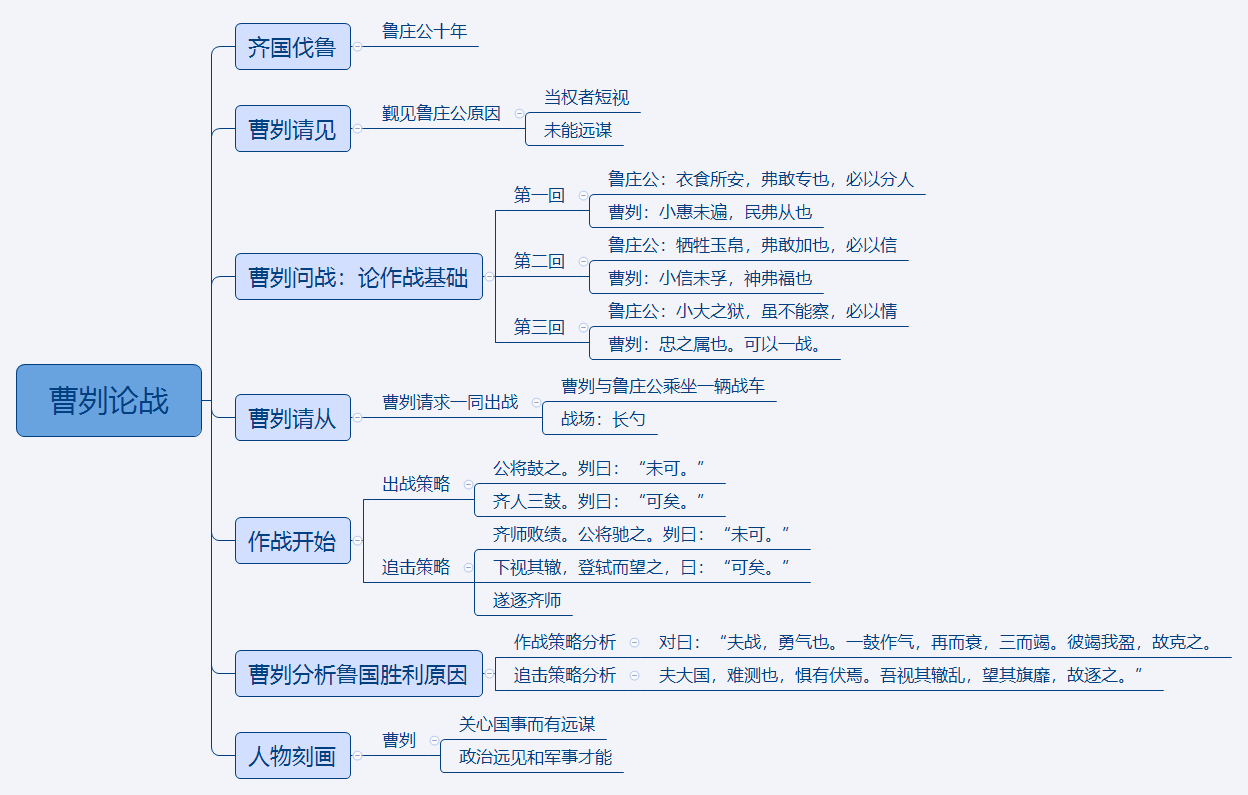 曹刿论战
齐国伐鲁
鲁庄公十年
曹刿请见
觐见鲁庄公原因
当权者短视
未能远谋
曹刿问战：论作战基础
第一回
鲁庄公：衣食所安，弗敢专也，必以分人
曹刿：小惠未遍，民弗从也
第二回
鲁庄公：牺牲玉帛，弗敢加也，必以信
曹刿：小信未孚，神弗福也
第三回
鲁庄公：小大之狱，虽不能察，必以情
曹刿：忠之属也。可以一战。
曹刿请从
曹刿请求一同出战
曹刿与鲁庄公乘坐一辆战车
战场：长勺
作战开始
出战策略
公将鼓之。刿曰：“未可。”
齐人三鼓。刿曰：“可矣。”
追击策略
齐师败绩。公将驰之。刿曰：“未可。”
下视其辙，登轼而望之，曰：“可矣。”
遂逐齐师
曹刿分析鲁国胜利原因
作战策略分析
对曰：“夫战，勇气也。一鼓作气，再而衰，三而竭。彼竭我盈，故克之。
追击策略分析
夫大国，难测也，惧有伏焉。吾视其辙乱，望其旗靡，故逐之。”
人物刻画
曹刿
关心国事而有远谋
政治远见和军事才能